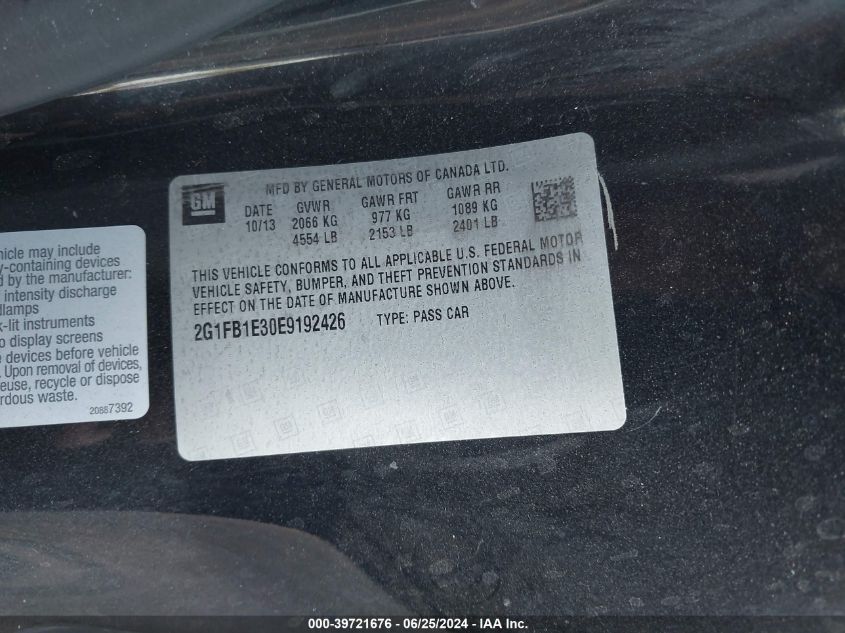 GM
MFD BY GENERAL MOTORS OF CANADA LTD.
DATE GVWR GAWR FRT GAWR RR
10/13 2066 KG 977 KG 1089 KG
4554 LB 2153 LB 2401 LB
THIS VEHICLE CONFORMS TO ALL APPLICABLE U.S. FEDERAL MOTOR
VEHICLE SAFETY, BUMPER, AND THEFT PREVENTION STANDARDS IN
EFFECT ON THE DATE OF MANUFACTURE SHOWN ABOVE.
2G1FB1E30E9192426 TYPE: PASS CAR
hicle may include
y-containing devices
d by the manufacturer:
intensity discharge
dlamps
k-lit instruments
o display screens
e devices before vehicle
. Upon removal of devices,
euse, recycle or dispose
rdous waste.
20887392
000-39721676 / 06/25/2024 - IAA Inc.